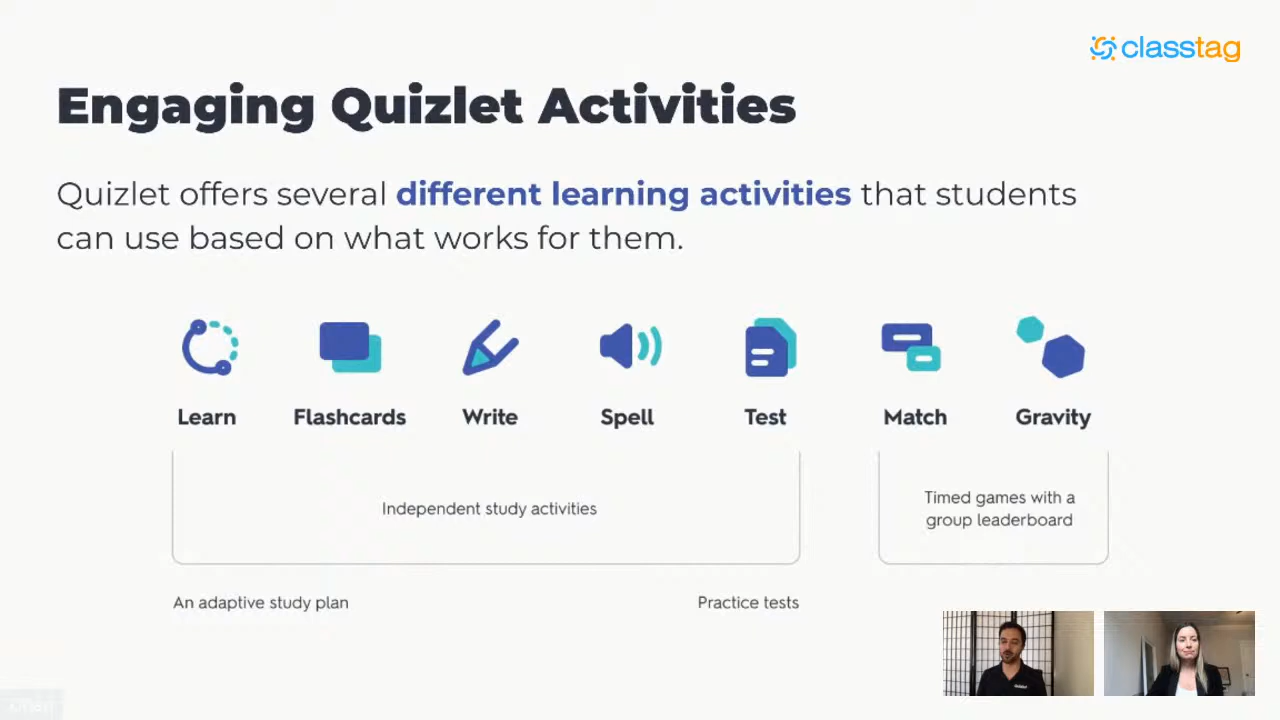 classtag
Engaging Quizlet Activities
Quizlet offers several different learning activities that students
can use based on what works for them.
Learn Flashcards Write Spell Test Match Gravity
Independent study activities
Timed games with a
group leaderboard
An adaptive study plan
Practice tests